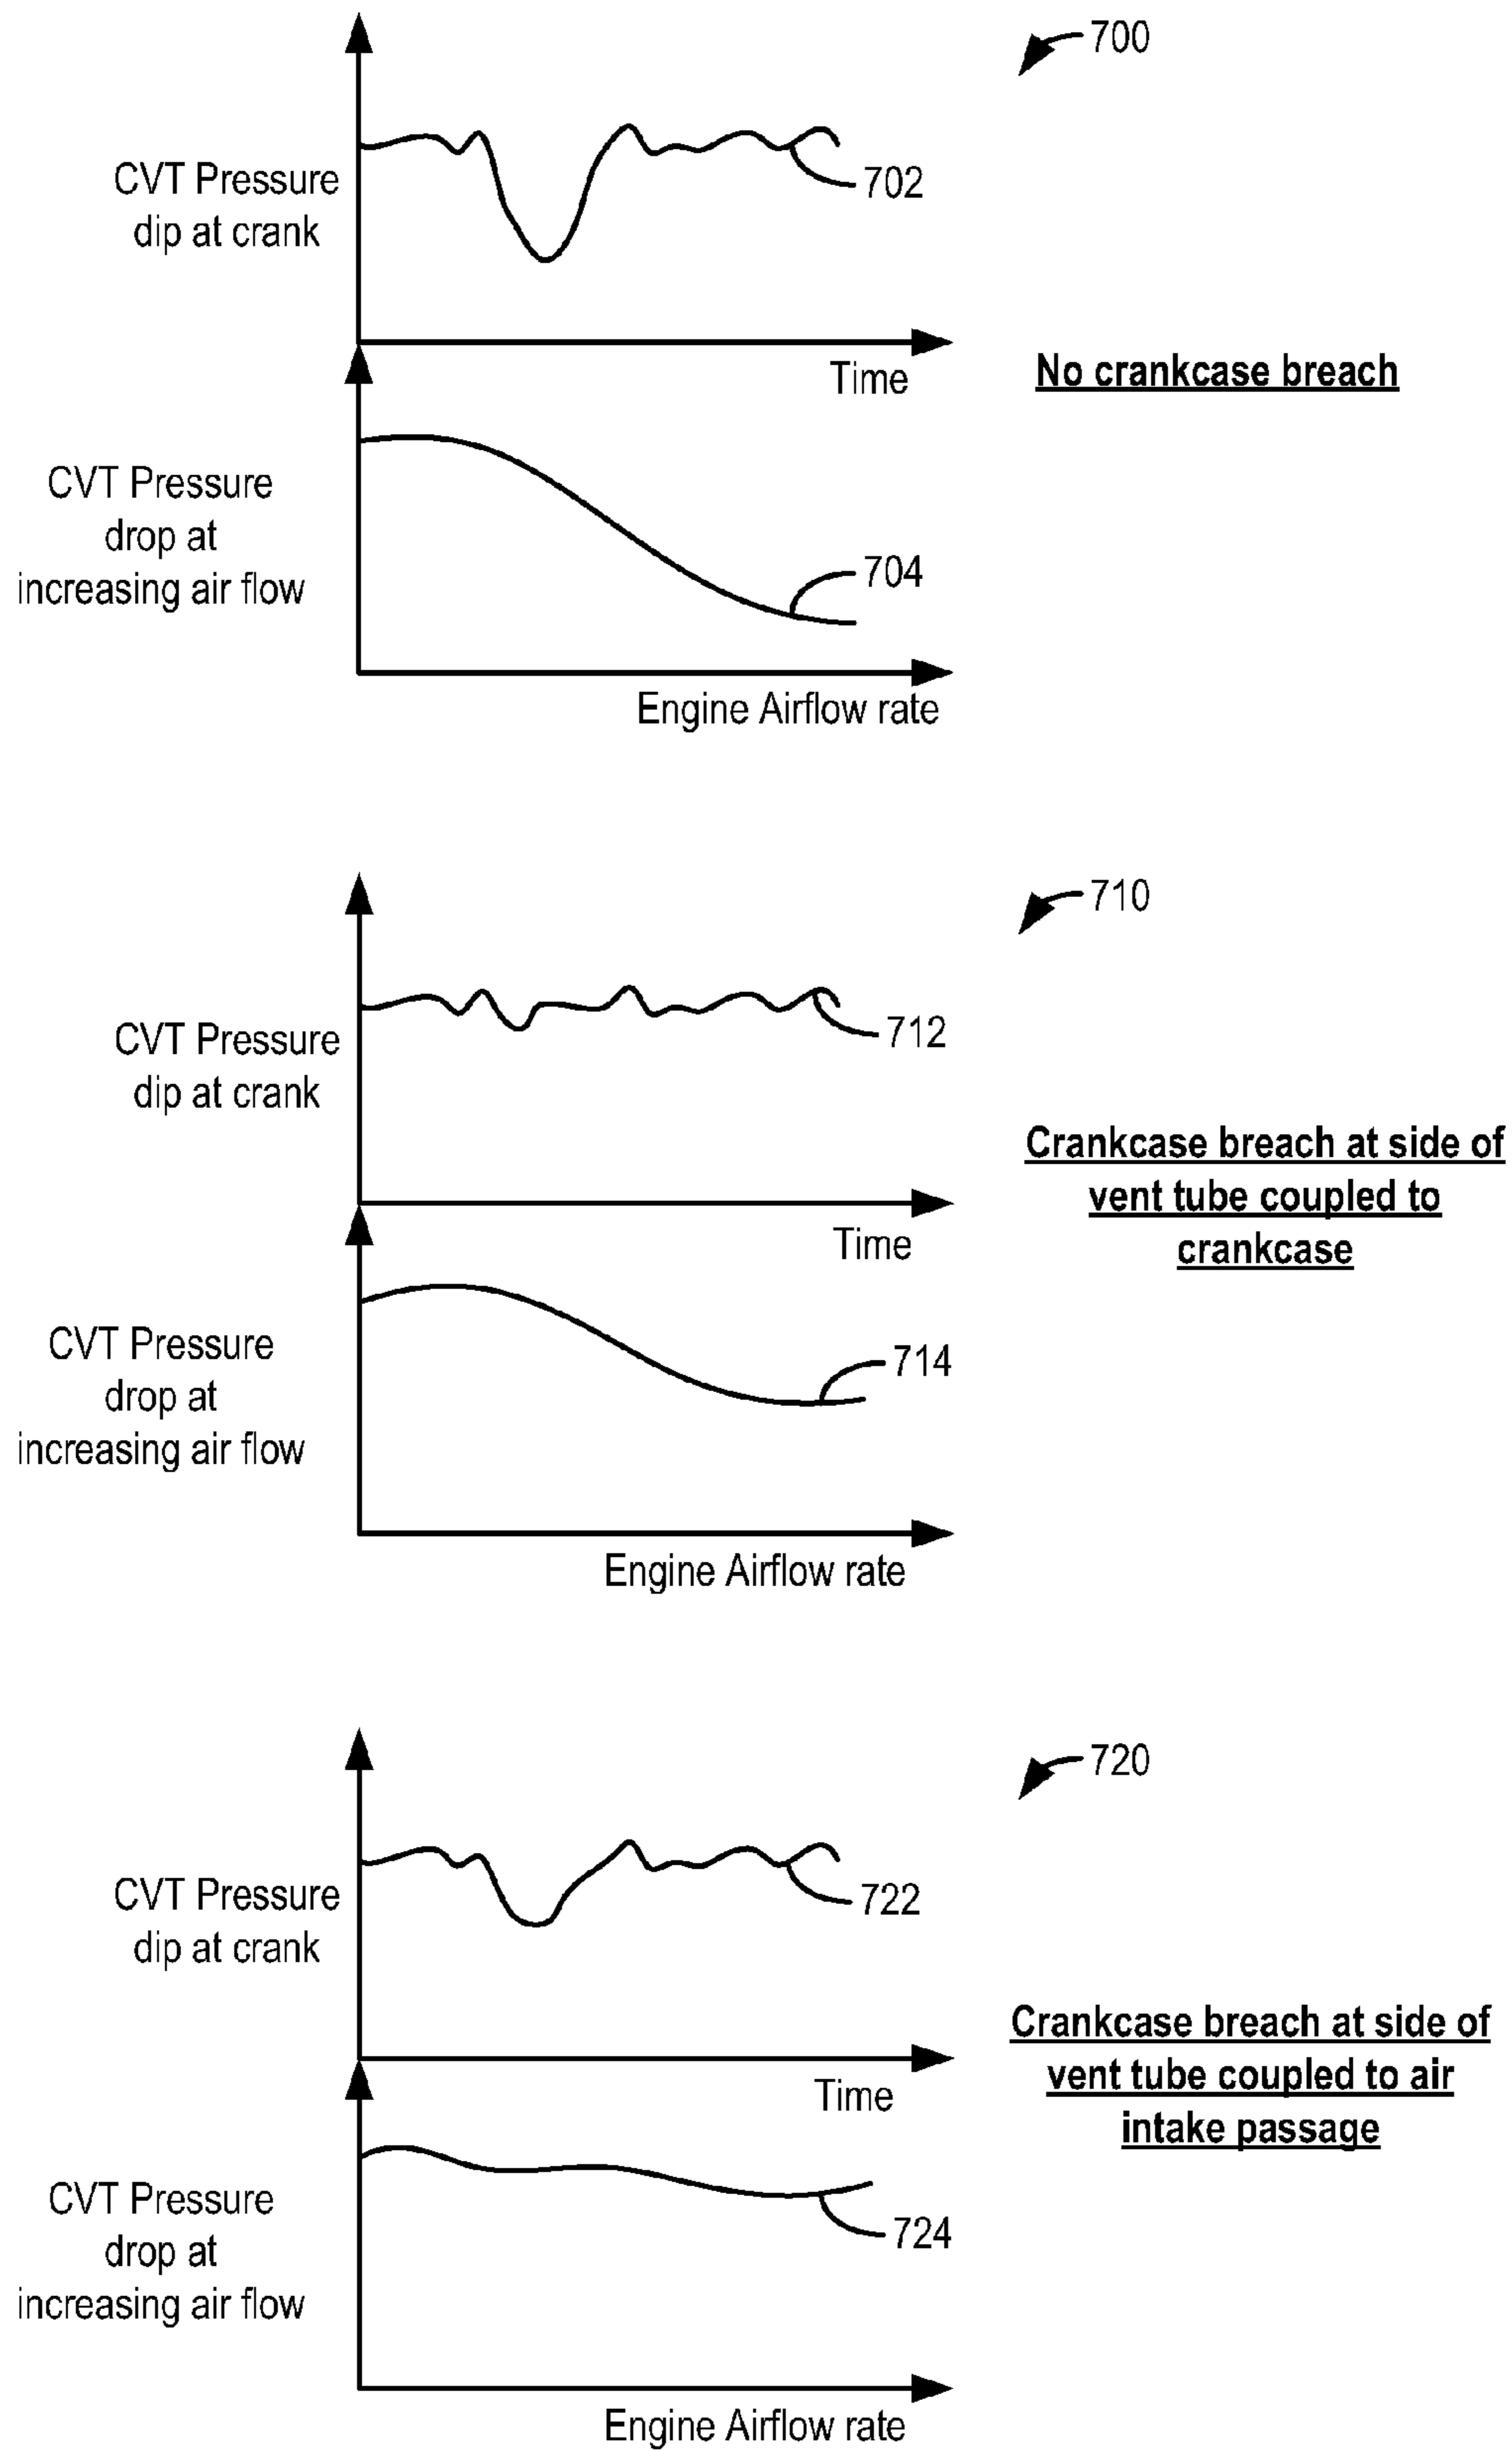 700
CVT Pressure
dip at crank
702
Time
No crankcase breach
CVT Pressure
drop at
increasing air flow
704
Engine Airflow rate
710
CVT Pressure
dip at crank
712
Time
Crankcase breach at side of
vent tube coupled to
crankcase
CVT Pressure
drop at
increasing air flow
714
Engine Airflow rate
720
CVT Pressure
dip at crank
722
Time
Crankcase breach at side of
vent tube coupled to air
intake passage
CVT Pressure
drop at
increasing air flow
724
Engine Airflow rate